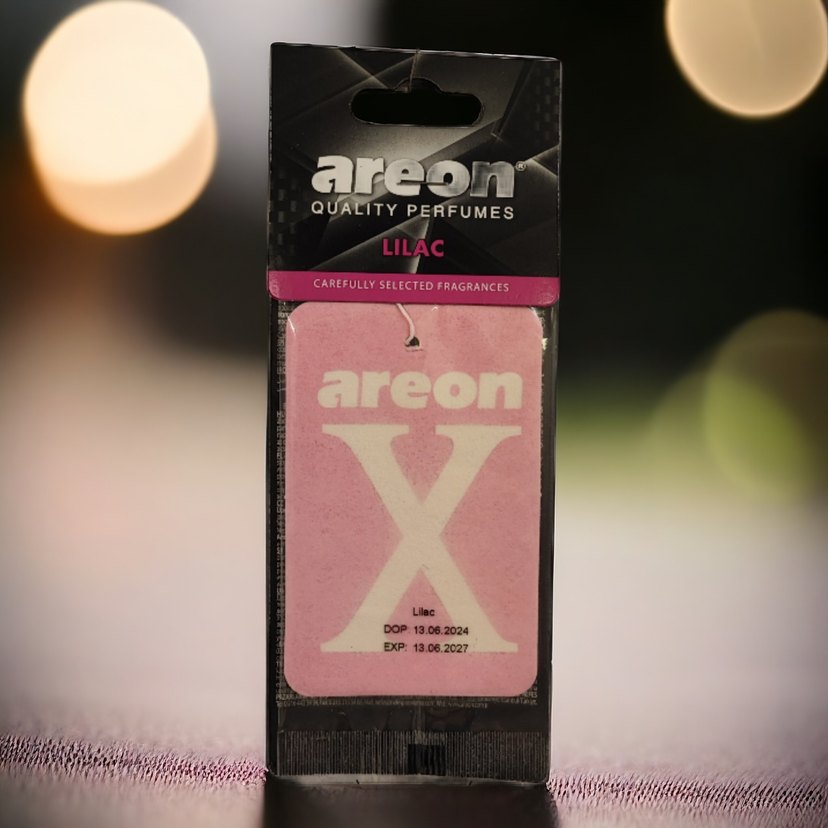 areon®
QUALITY PERFUMES
LILAC
CAREFULLY SELECTED FRAGRANCES
areon
X
Lilac
DOP: 13.06.2024
EXP: 13.06.2027